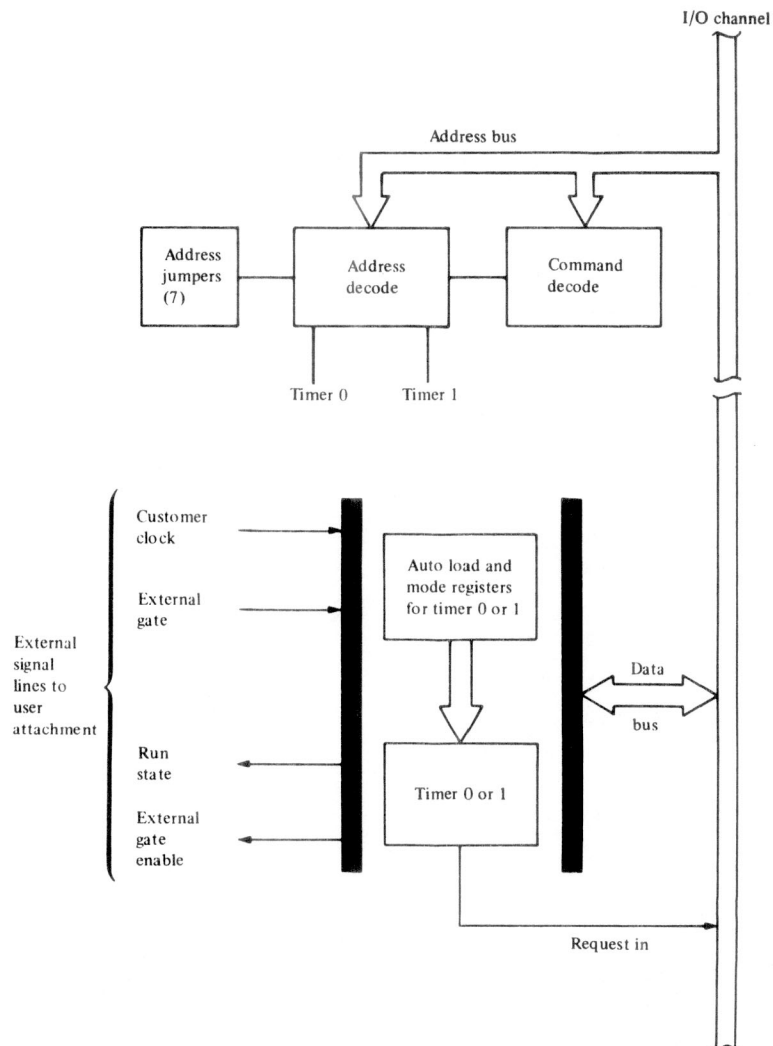 I/O channel
Address bus
Address
jumpers
(7)
Address
decode
Command
decode
Timer 0
Timer 1
External
signal
lines to
user
attachment
Customer
clock
External
gate
Run
state
External
gate
enable
Auto load and
mode registers
for timer 0 or 1
Timer 0 or 1
Data
bus
Request in